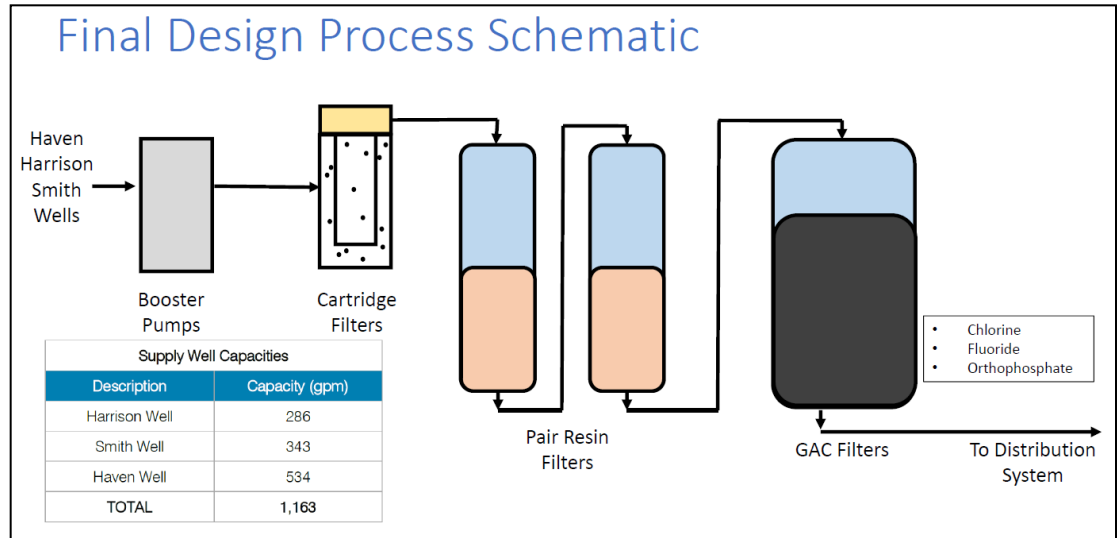 Final Design Process Schematic
Haven
Harrison
Smith
Wells
Booster
Pumps
Cartridge
Filters
Supply Well Capacities
Description Capacity (gpm)
Harrison Well 286
Smith Well 343
Haven Well 534
TOTAL 1,163
Pair Resin
Filters
GAC Filters
• Chlorine
• Fluoride
• Orthophosphate
To Distribution
System